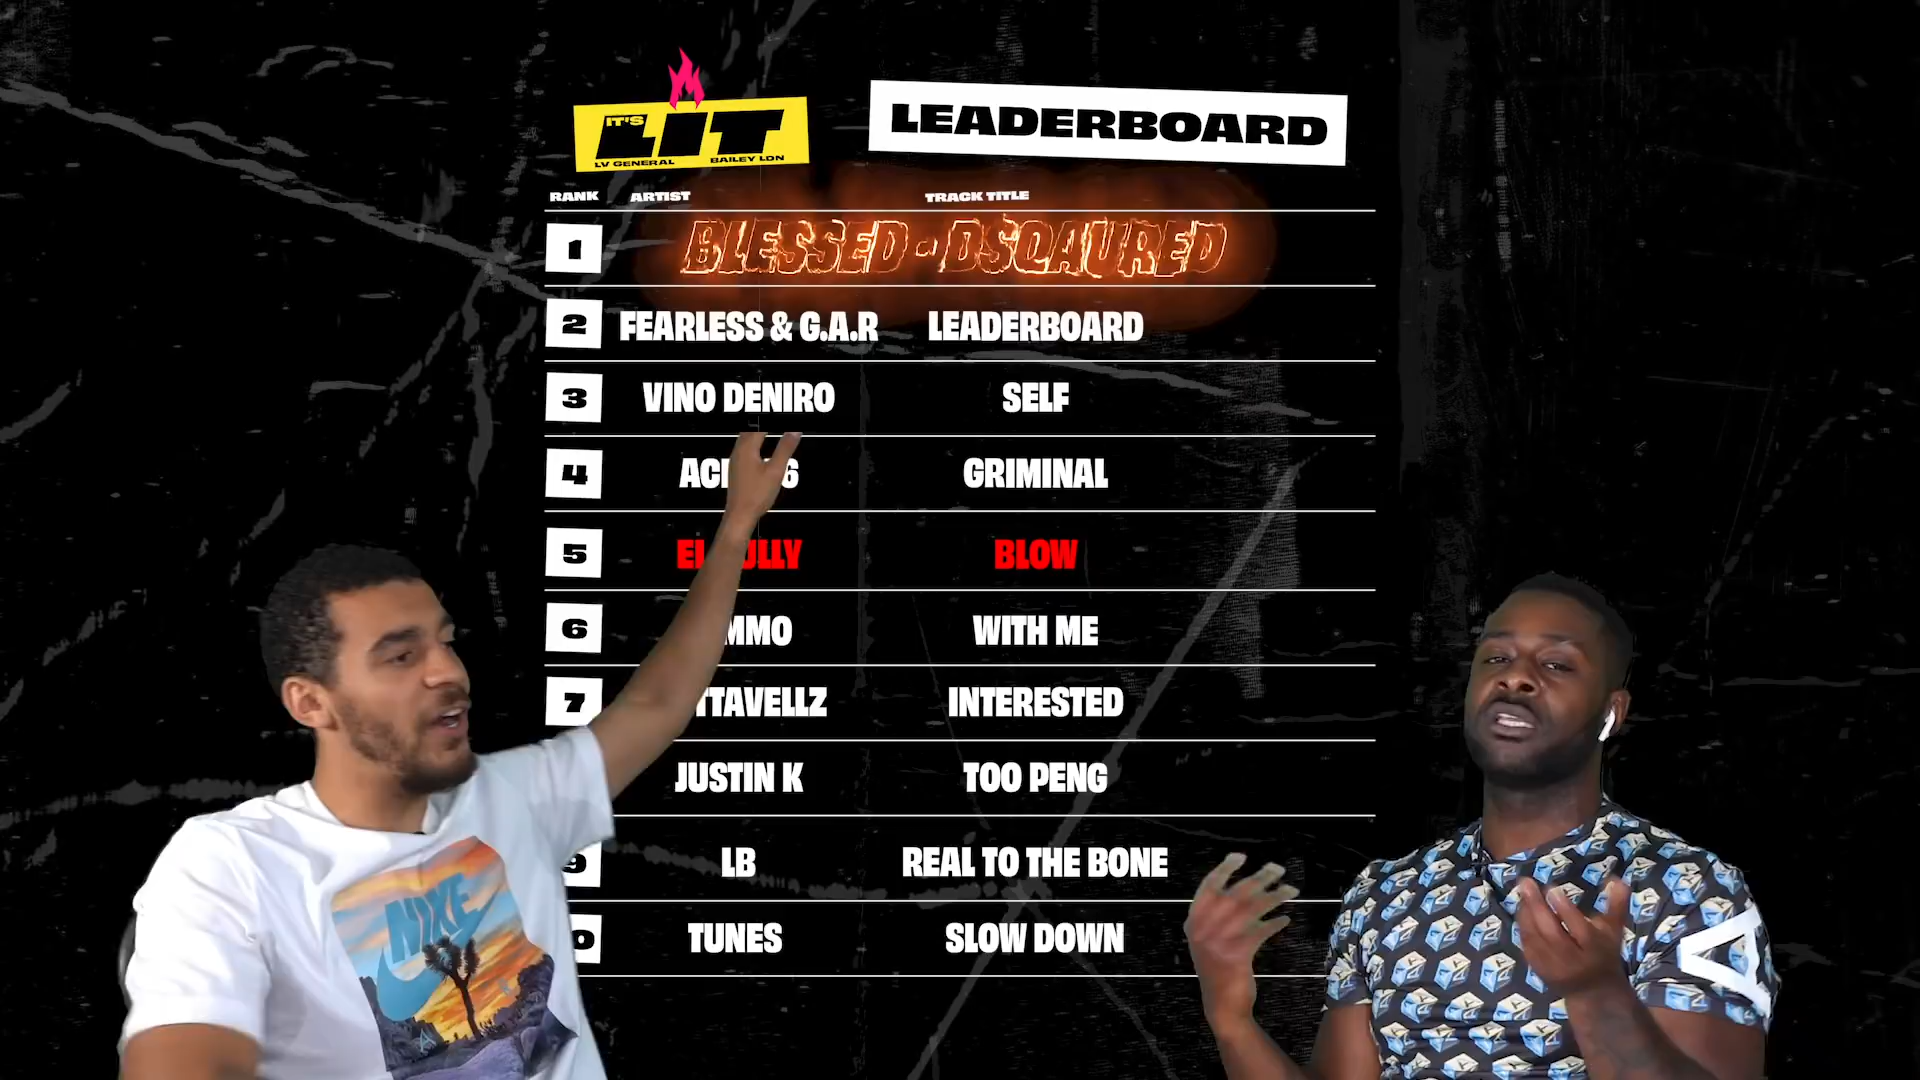 IT'S
LIT
LV GENERAL BAILEY LDN
LEADERBOARD
RANK ARTIST TRACK TITLE
1 BLESSED - DSQAURED
2 FEARLESS & G.A.R LEADERBOARD
3 VINO DENIRO SELF
4 GRIMINAL
5 BLOW
6 WITH ME
7 INTERESTED
JUSTIN K TOO PENG
9 LB REAL TO THE BONE
TUNES SLOW DOWN
NIKE